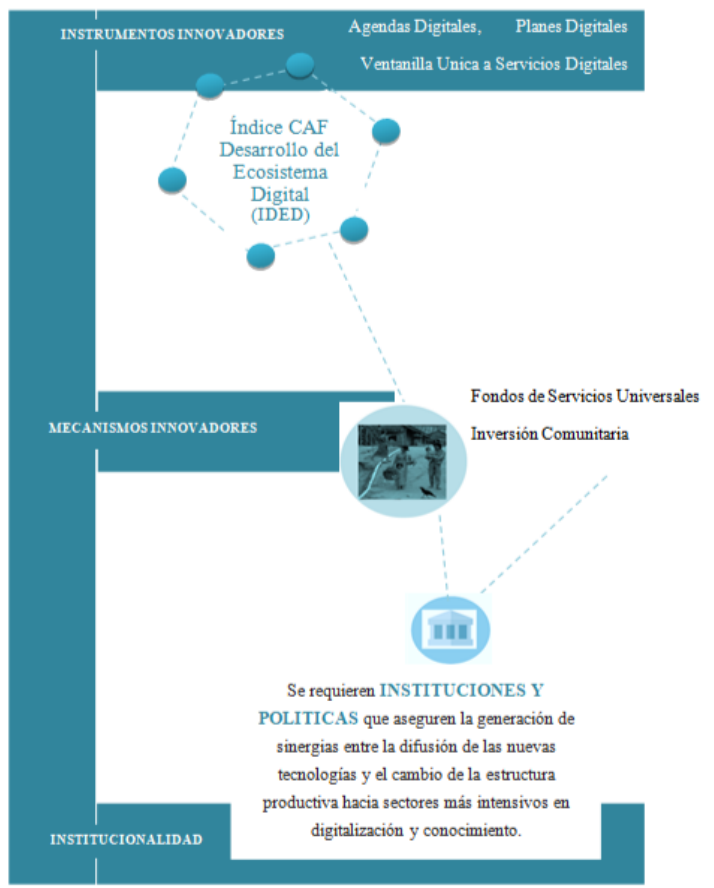 INSTRUMENTOS INNOVADORES
Agendas Digitales, Planes Digitales
Ventanilla Unica a Servicios Digitales
Índice CAF
Desarrollo del
Ecosistema
Digital
(IDED)
MECANISMOS INNOVADORES
Fondos de Servicios Universales
Inversión Comunitaria
Se requieren INSTITUCIONES Y
POLITICAS que aseguren la generación de
sinergias entre la difusión de las nuevas
tecnologías y el cambio de la estructura
productiva hacia sectores más intensivos en
digitalización y conocimiento.
INSTITUCIONALIDAD